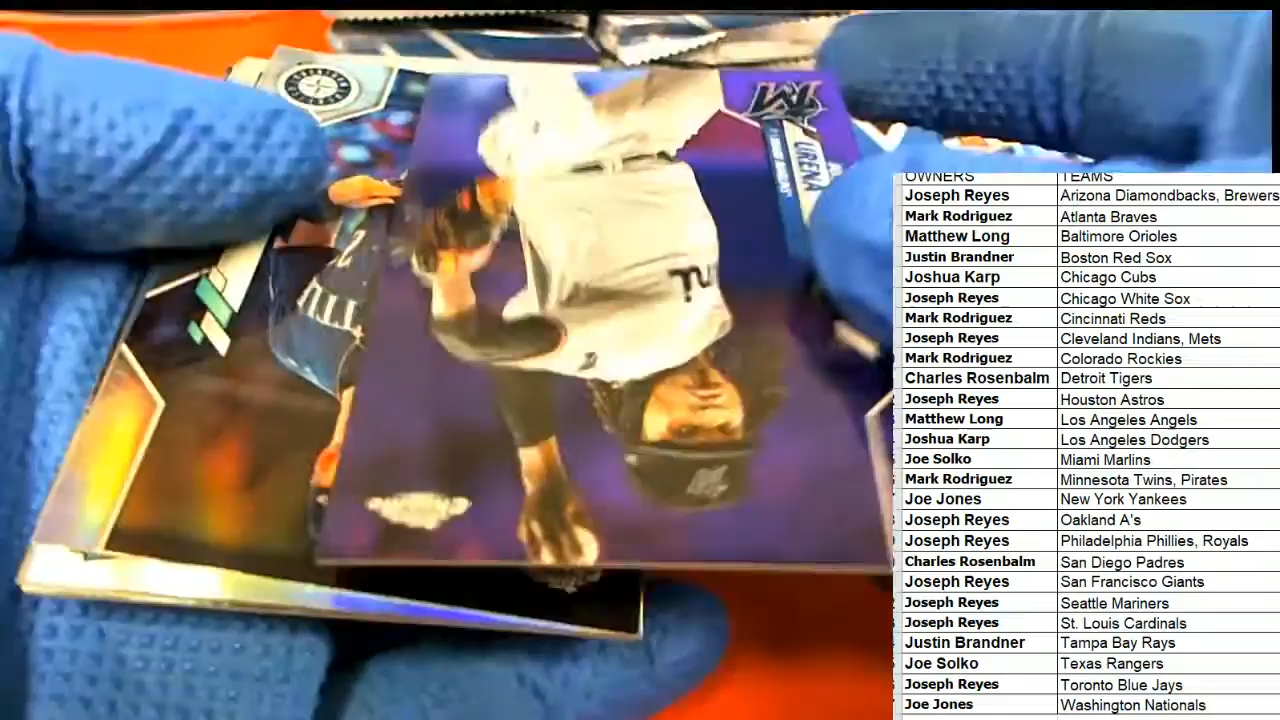 URENA
OWNERS TEAMS
Joseph Reyes Arizona Diamondbacks, Brewers
Mark Rodriguez Atlanta Braves
Matthew Long Baltimore Orioles
Justin Brandner Boston Red Sox
Joshua Karp Chicago Cubs
Joseph Reyes Chicago White Sox
Mark Rodriguez Cincinnati Reds
Joseph Reyes Cleveland Indians, Mets
Mark Rodriguez Colorado Rockies
Charles Rosenbalm Detroit Tigers
Joseph Reyes Houston Astros
Matthew Long Los Angeles Angels
Joshua Karp Los Angeles Dodgers
Joe Solko Miami Marlins
Mark Rodriguez Minnesota Twins, Pirates
Joe Jones New York Yankees
Joseph Reyes Oakland A's
Joseph Reyes Philadelphia Phillies, Royals
Charles Rosenbalm San Diego Padres
Joseph Reyes San Francisco Giants
Joseph Reyes Seattle Mariners
Joseph Reyes St. Louis Cardinals
Justin Brandner Tampa Bay Rays
Joe Solko Texas Rangers
Joseph Reyes Toronto Blue Jays
Joe Jones Washington Nationals